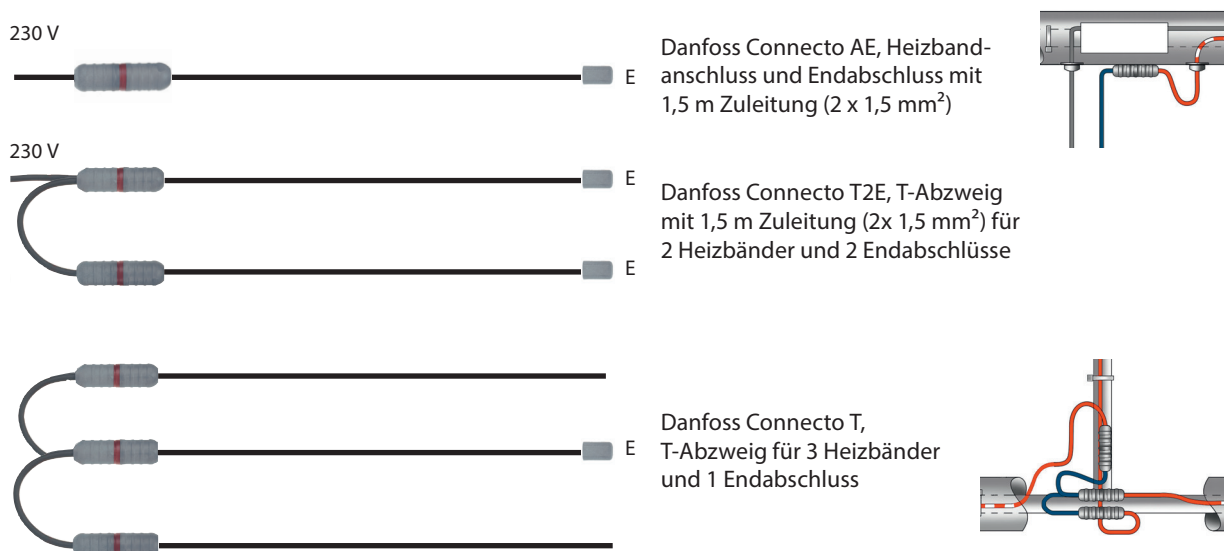 230 V
E
Danfoss Connecto AE, Heizband-
anschluss und Endabschluss mit
1,5 m Zuleitung (2 x 1,5 mm²)
230 V
E
E
Danfoss Connecto T2E, T-Abzweig
mit 1,5 m Zuleitung (2x 1,5 mm²) für
2 Heizbänder und 2 Endabschlüsse
E
Danfoss Connecto T,
T-Abzweig für 3 Heizbänder
und 1 Endabschluss